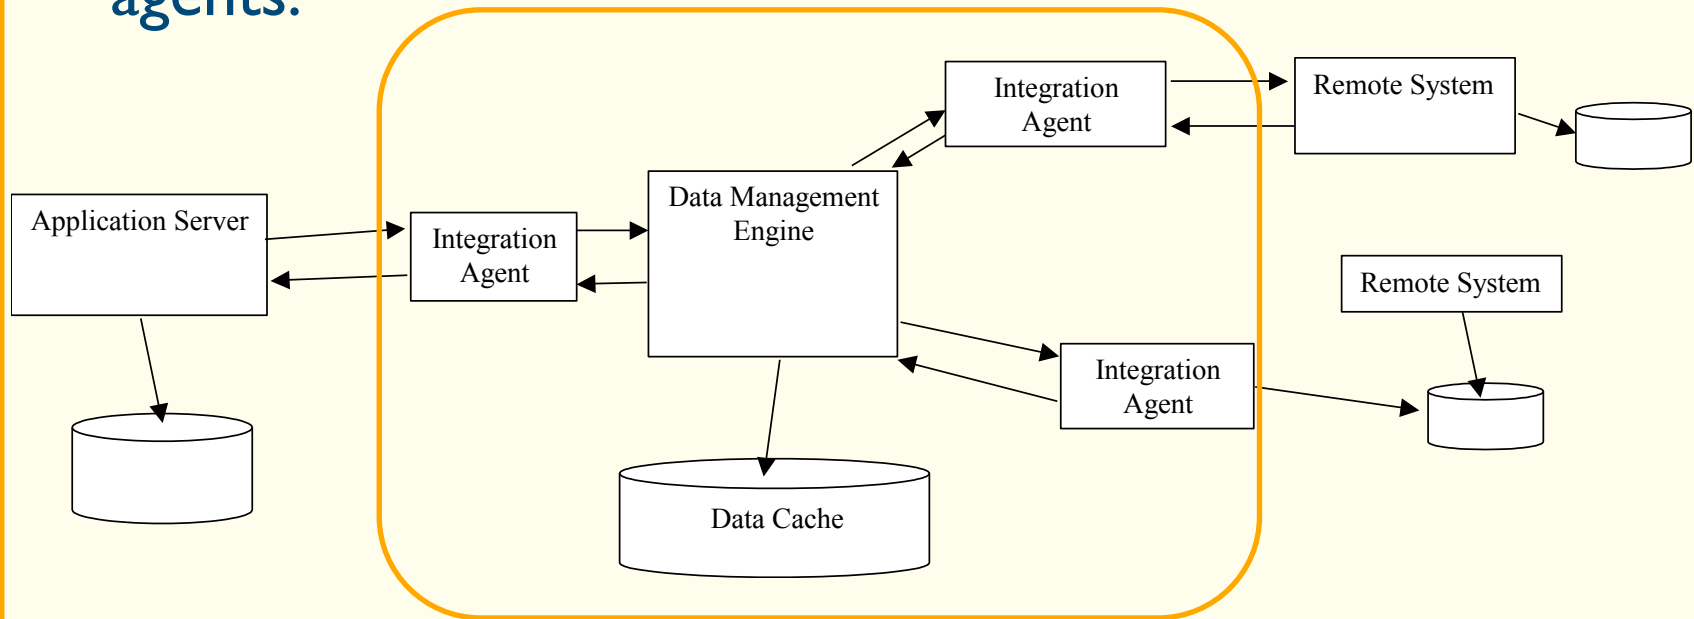 agents.
Integration
Agent
Remote System
Application Server
Integration
Agent
Data Management
Engine
Remote System
Integration
Agent
Data Cache